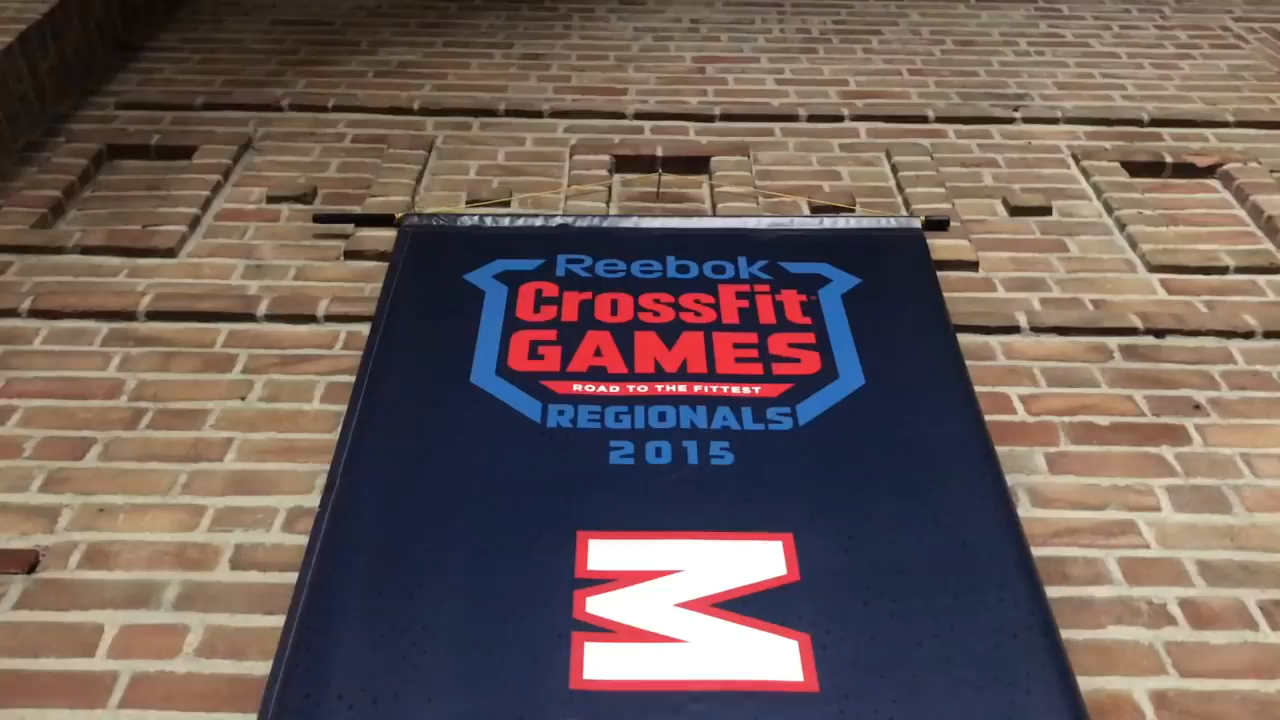 Reebok
CrossFit
GAMES
ROAD TO THE FITTEST
REGIONALS
2015
M